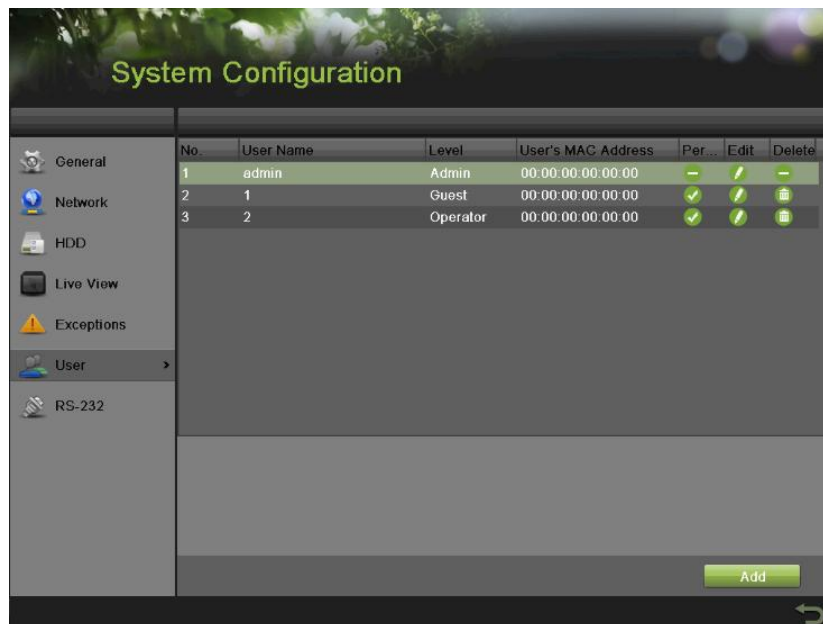 System Configuration
No. User Name Level User's MAC Address Per... Edit Delete
General
1 admin Admin 00:00:00:00:00:00
Network
2 1 Guest 00:00:00:00:00:00
3 2 Operator 00:00:00:00:00:00
HDD
Live View
Exceptions
User >
RS-232
Add